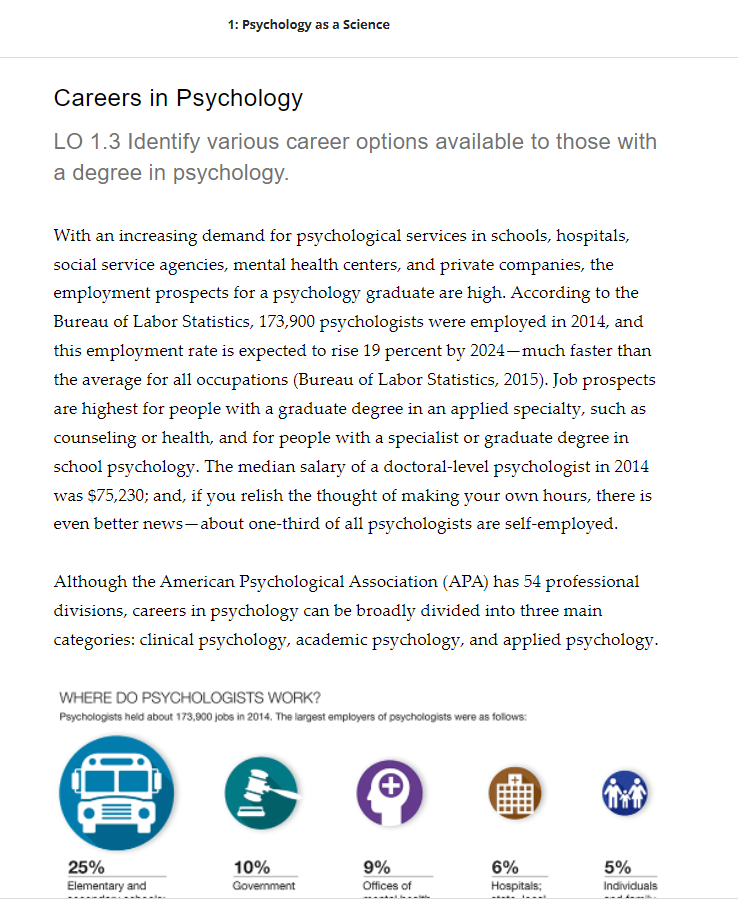 1: Psychology as a Science
Careers in Psychology
LO 1.3 Identify various career options available to those with
a degree in psychology.
With an increasing demand for psychological services in schools, hospitals,
social service agencies, mental health centers, and private companies, the
employment prospects for a psychology graduate are high. According to the
Bureau of Labor Statistics, 173,900 psychologists were employed in 2014, and
this employment rate is expected to rise 19 percent by 2024—much faster than
the average for all occupations (Bureau of Labor Statistics, 2015). Job prospects
are highest for people with a graduate degree in an applied specialty, such as
counseling or health, and for people with a specialist or graduate degree in
school psychology. The median salary of a doctoral-level psychologist in 2014
was $75,230; and, if you relish the thought of making your own hours, there is
even better news—about one-third of all psychologists are self-employed.
Although the American Psychological Association (APA) has 54 professional
divisions, careers in psychology can be broadly divided into three main
categories: clinical psychology, academic psychology, and applied psychology.
WHERE DO PSYCHOLOGISTS WORK?
Psychologists held about 173,900 jobs in 2014. The largest employers of psychologists were as follows:
25%
Elementary and
10%
Government
9%
Offices of
6%
Hospitals;
5%
Individuals